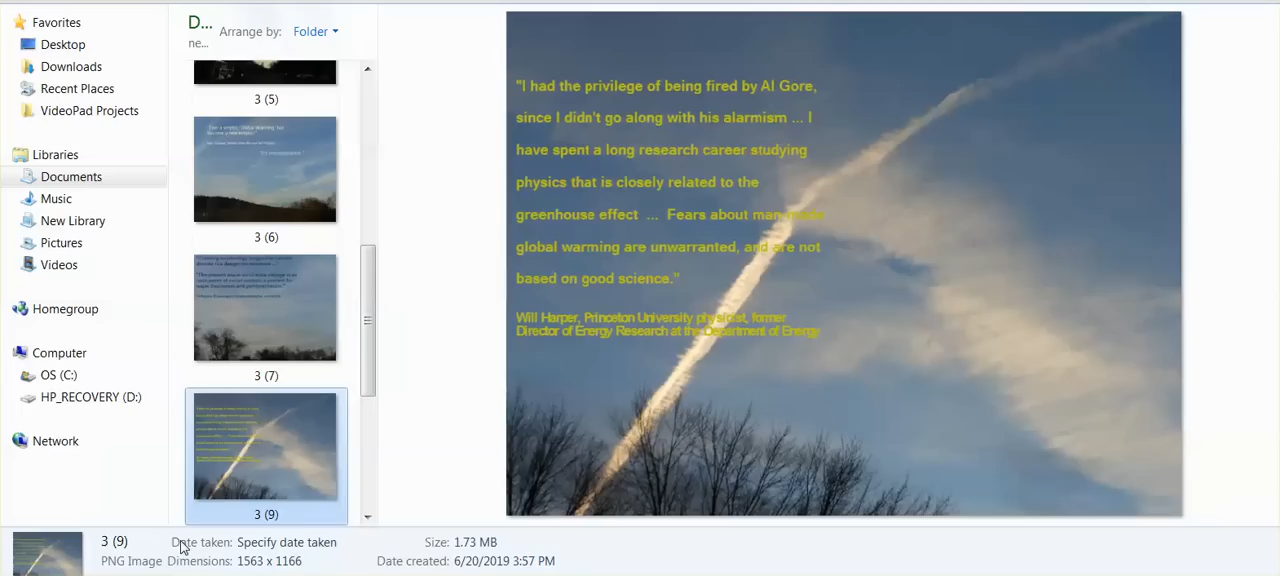 Favorites
Desktop
Downloads
Recent Places
VideoPad Projects
Libraries
Documents
Music
New Library
Pictures
Videos
Homegroup
Computer
OS (C:)
HP_RECOVERY (D:)
Network
D...
ne...
Arrange by: Folder
3 (5)
3 (6)
3 (7)
3 (9)
"I had the privilege of being fired by Al Gore,
since I didn't go along with his alarmism ... I
have spent a long research career studying
physics that is closely related to the
greenhouse effect ... Fears about man-made
global warming are unwarranted, and are not
based on good science."
Will Harper, Princeton University physicist, former
Director of Energy Research at the Department of Energy
3 (9) Date taken: Specify date taken Size: 1.73 MB
PNG Image Dimensions: 1563 x 1166 Date created: 6/20/2019 3:57 PM